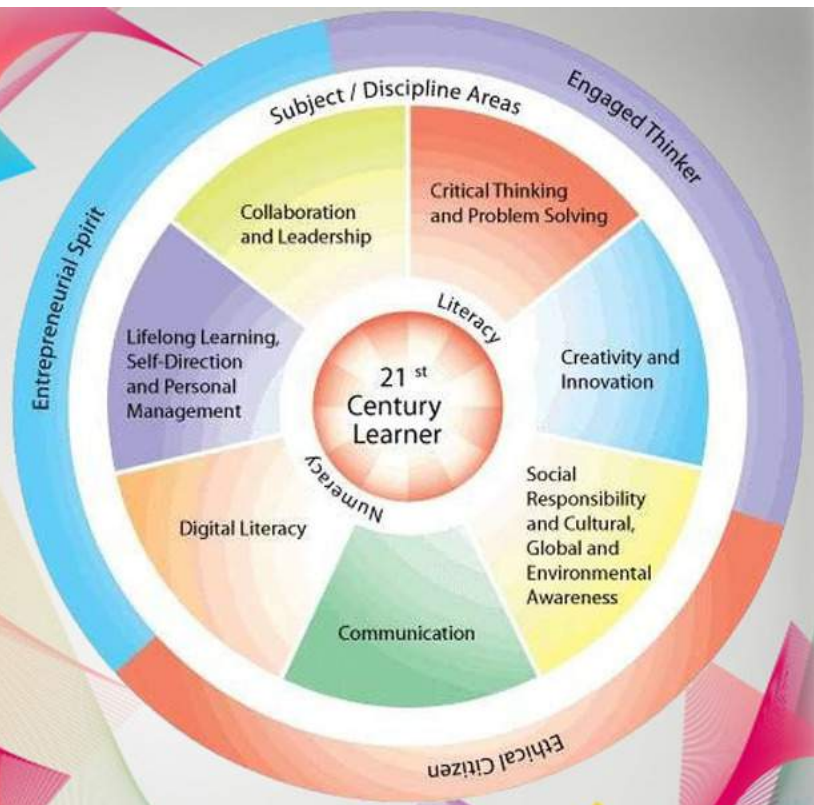 Engaged Thinker
Entrepreneurial Spirit
Ethical Citizen
Subject / Discipline Areas
Collaboration
and Leadership
Critical Thinking
and Problem Solving
Lifelong Learning,
Self-Direction
and Personal
Management
Creativity and
Innovation
Literacy
21 st
Century
Learner
Numeracy
Digital Literacy
Social
Responsibility
and Cultural,
Global and
Environmental
Awareness
Communication